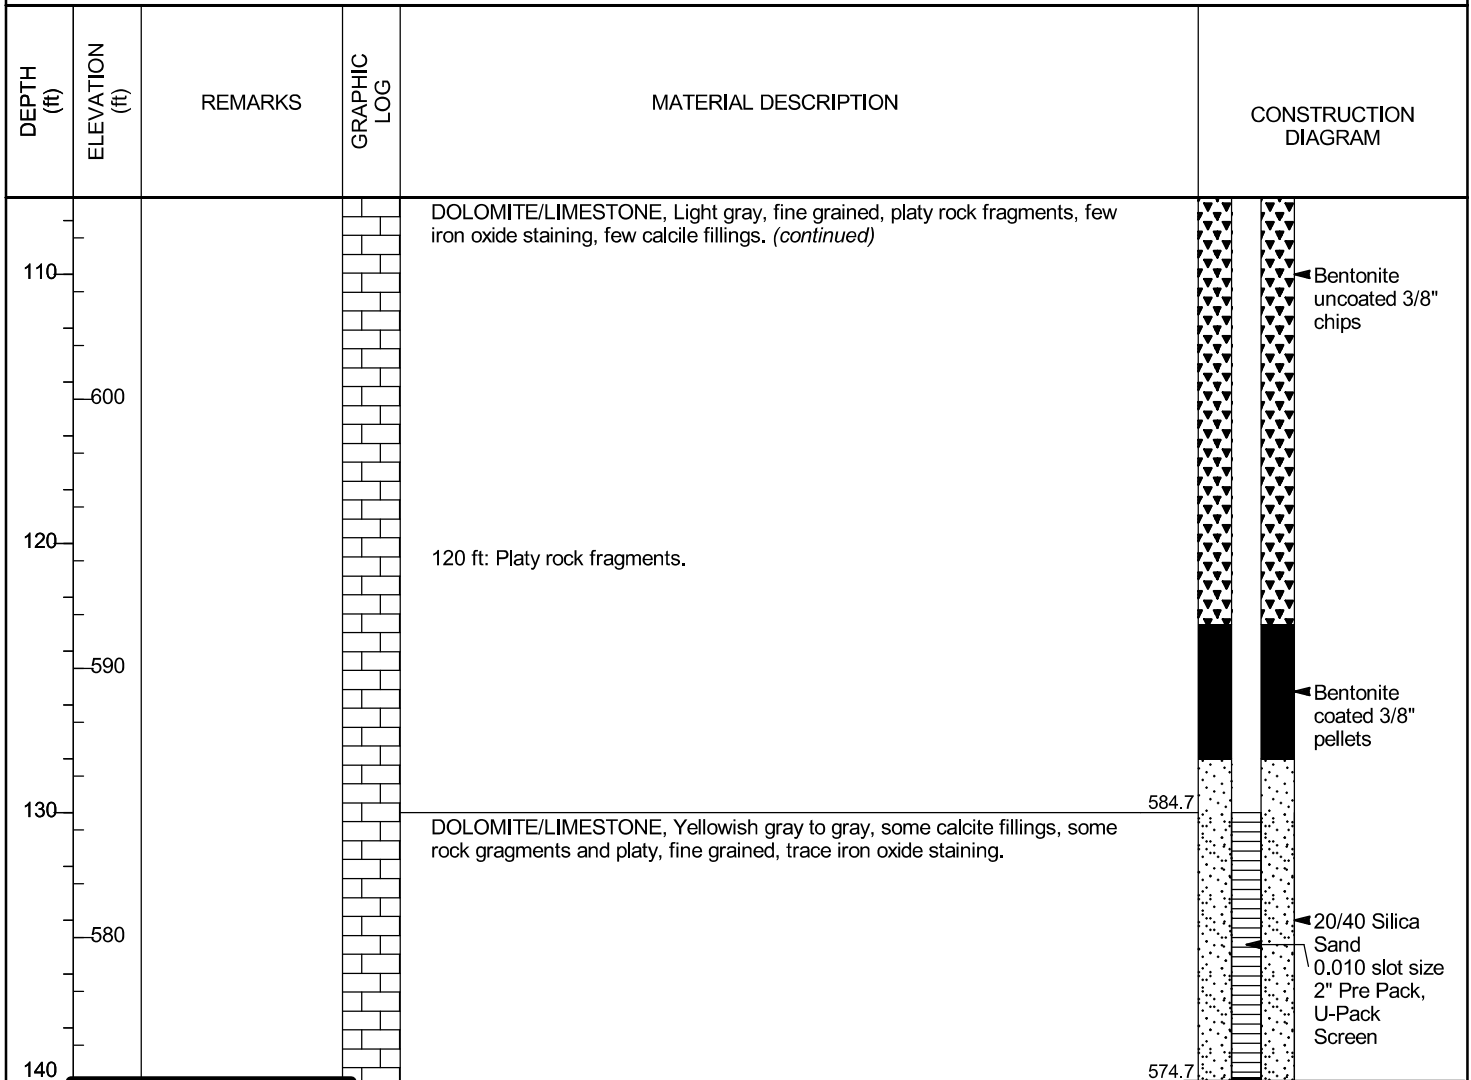 DEPTH
(ft)
ELEVATION
(ft)
REMARKS
GRAPHIC
LOG
MATERIAL DESCRIPTION
CONSTRUCTION
DIAGRAM
DOLOMITE/LIMESTONE, Light gray, fine grained, platy rock fragments, few
iron oxide staining, few calcile fillings. (continued)
110
Bentonite
uncoated 3/8"
chips
600
120
120 ft: Platy rock fragments.
590
Bentonite
coated 3/8"
pellets
130
584.7
DOLOMITE/LIMESTONE, Yellowish gray to gray, some calcite fillings, some
rock gragments and platy, fine grained, trace iron oxide staining.
580
20/40 Silica
Sand
0.010 slot size
2" Pre Pack,
U-Pack
Screen
140
574.7